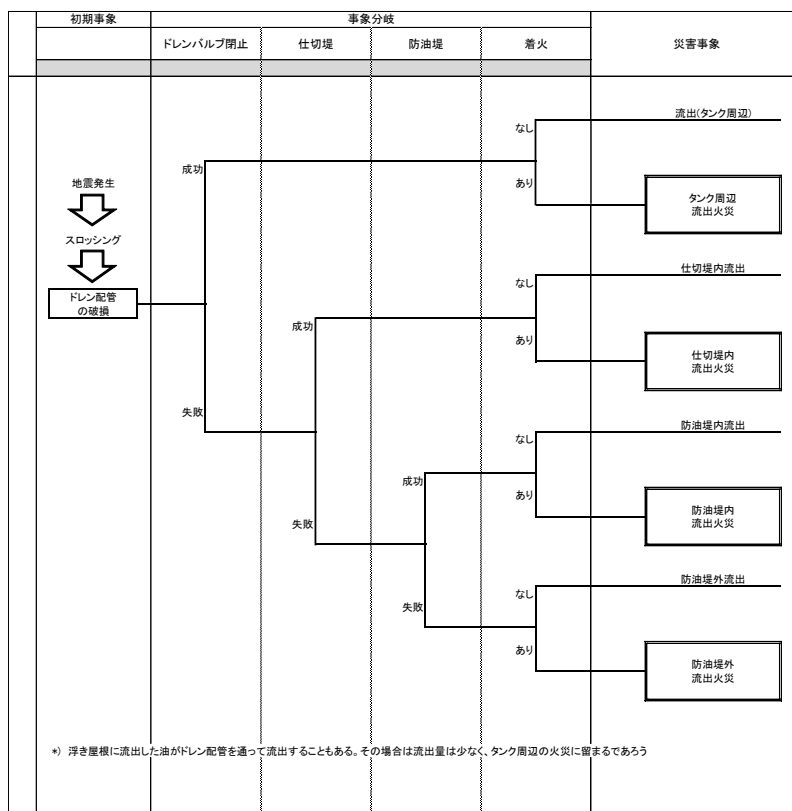 初期事象
事象分岐
ドレンバルブ閉止
仕切堤
防油堤
着火
災害事象
流出(タンク周辺)
なし
成功
あり
地震発生
タンク周辺
流出火災
スロッシング
仕切堤内流出
なし
ドレン配管
の破損
成功
あり
仕切堤内
流出火災
失敗
防油堤内流出
なし
成功
あり
防油堤内
流出火災
失敗
防油堤外流出
なし
失敗
あり
防油堤外
流出火災
*) 浮き屋根に流出した油がドレン配管を通って流出することもある。その場合は流出量は少なく、タンク周辺の火災に留まるであろう